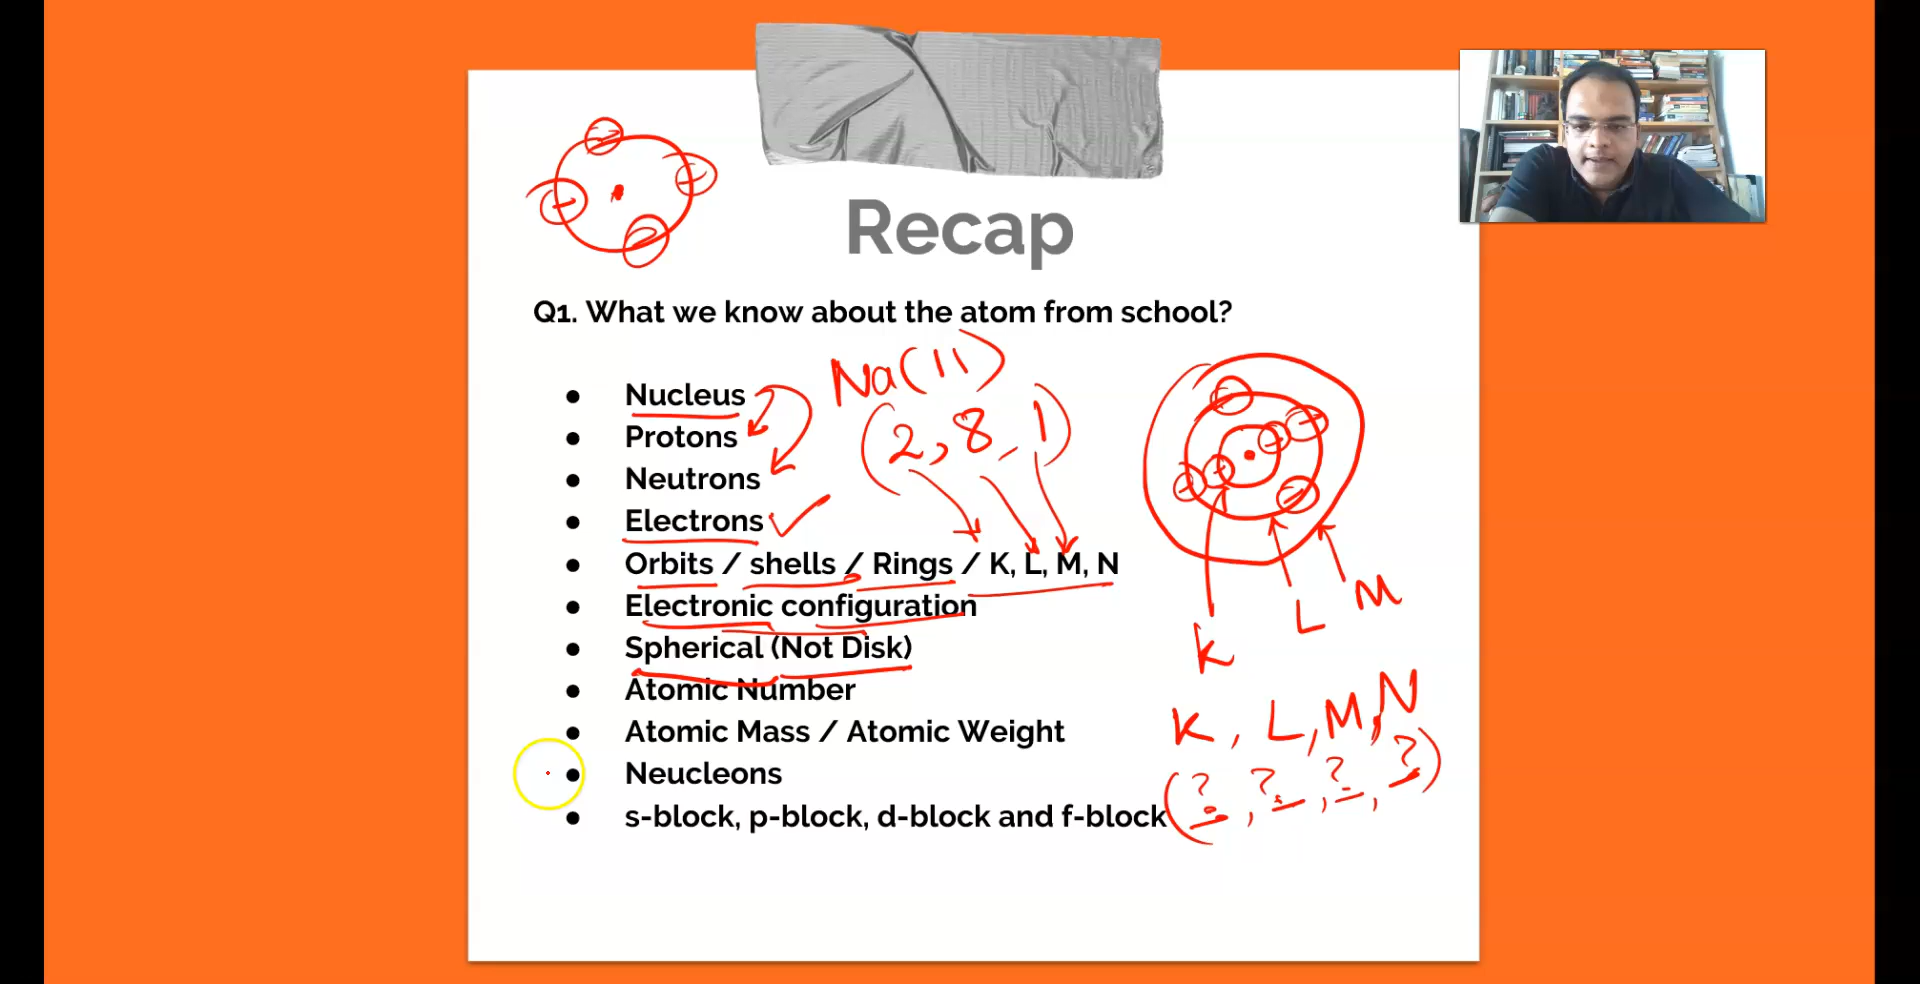 Recap
Q1. What we know about the atom from school?
Na(11)
(2, 8, 1)
● Nucleus
● Protons
● Neutrons
● Electrons
● Orbits / shells / Rings / K, L, M, N
● Electronic configuration
● Spherical (Not Disk)
● Atomic Number
● Atomic Mass / Atomic Weight
● Neucleons
● s-block, p-block, d-block and f-block
K
L
M
K, L, M, N
(?, ?, ?, ?)